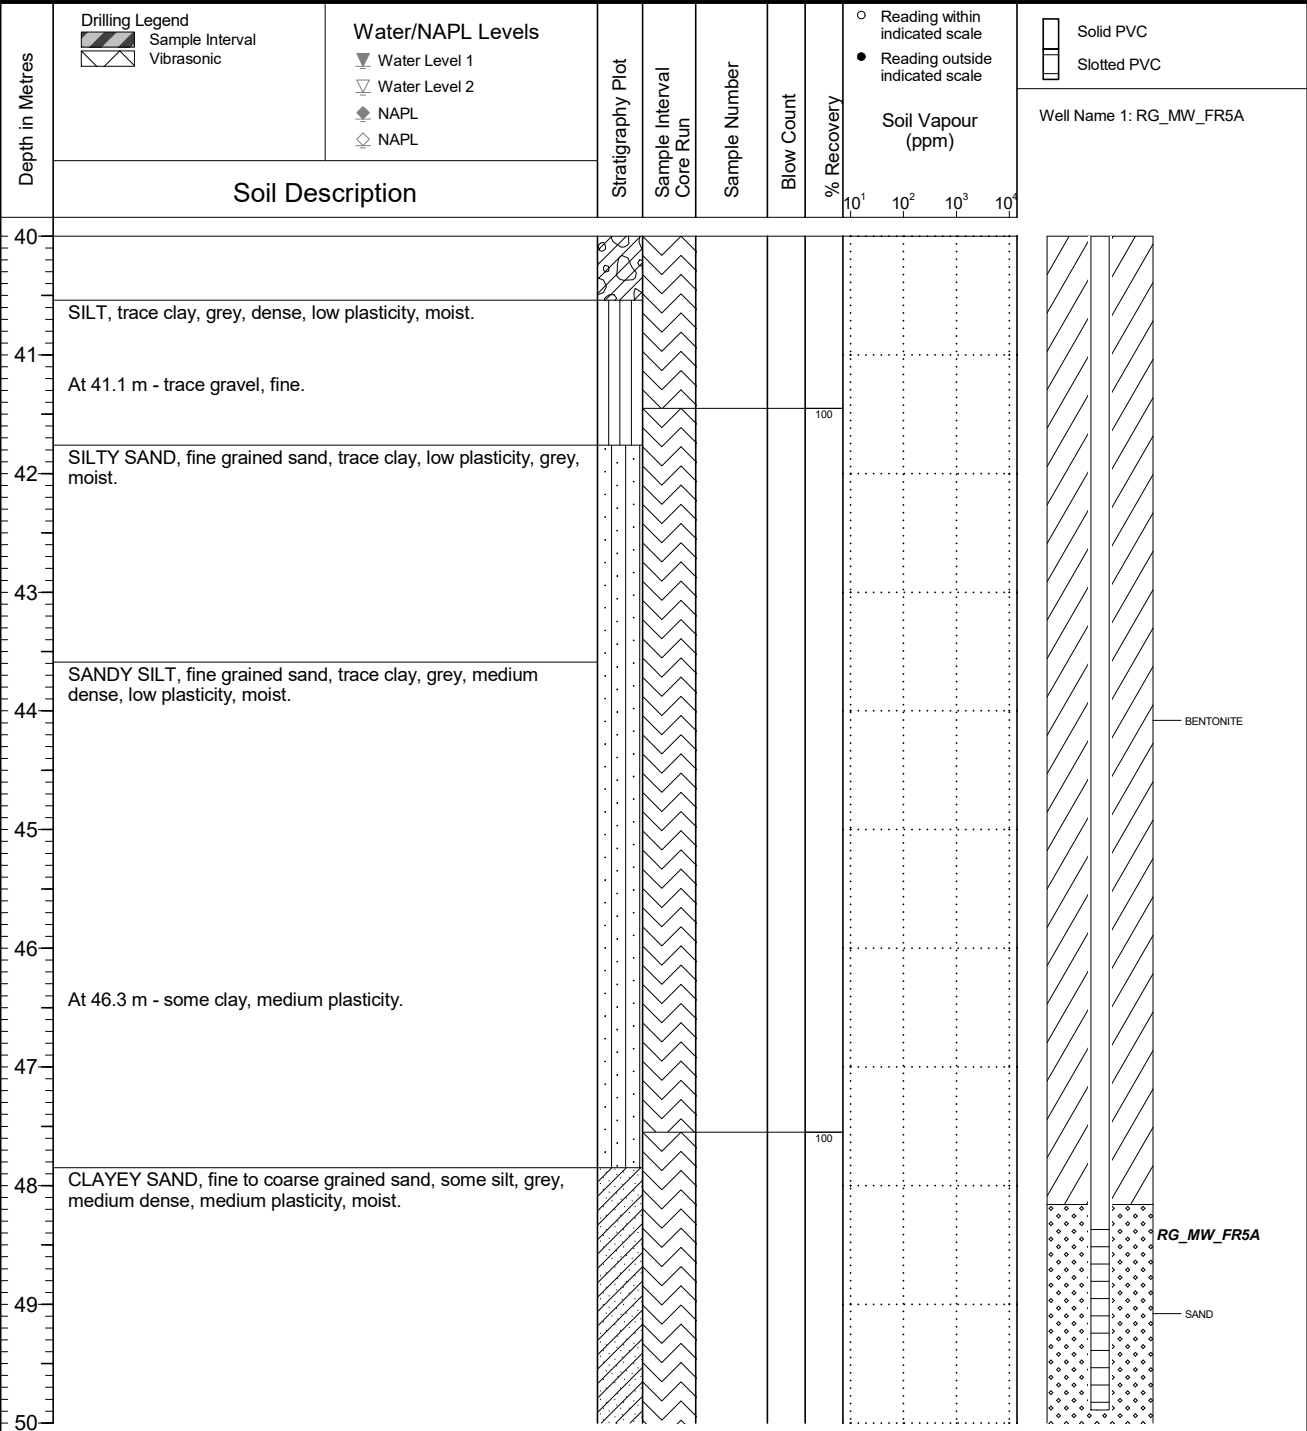 Depth in Metres
Drilling Legend
Sample Interval
Vibrasonic
Water/NAPL Levels
Water Level 1
Water Level 2
NAPL
NAPL
Soil Description
Stratigraphy Plot
Sample Interval
Core Run
Sample Number
Blow Count
% Recovery
Reading within
indicated scale
Reading outside
indicated scale
Soil Vapour
(ppm)
10¹ 10² 10³ 10⁴
Solid PVC
Slotted PVC
Well Name 1: RG_MW_FR5A
40
SILT, trace clay, grey, dense, low plasticity, moist.
41
At 41.1 m - trace gravel, fine.
100
SILTY SAND, fine grained sand, trace clay, low plasticity, grey,
moist.
42
43
SANDY SILT, fine grained sand, trace clay, grey, medium
dense, low plasticity, moist.
44
BENTONITE
45
46
At 46.3 m - some clay, medium plasticity.
47
100
CLAYEY SAND, fine to coarse grained sand, some silt, grey,
medium dense, medium plasticity, moist.
48
RG_MW_FR5A
49
SAND
50